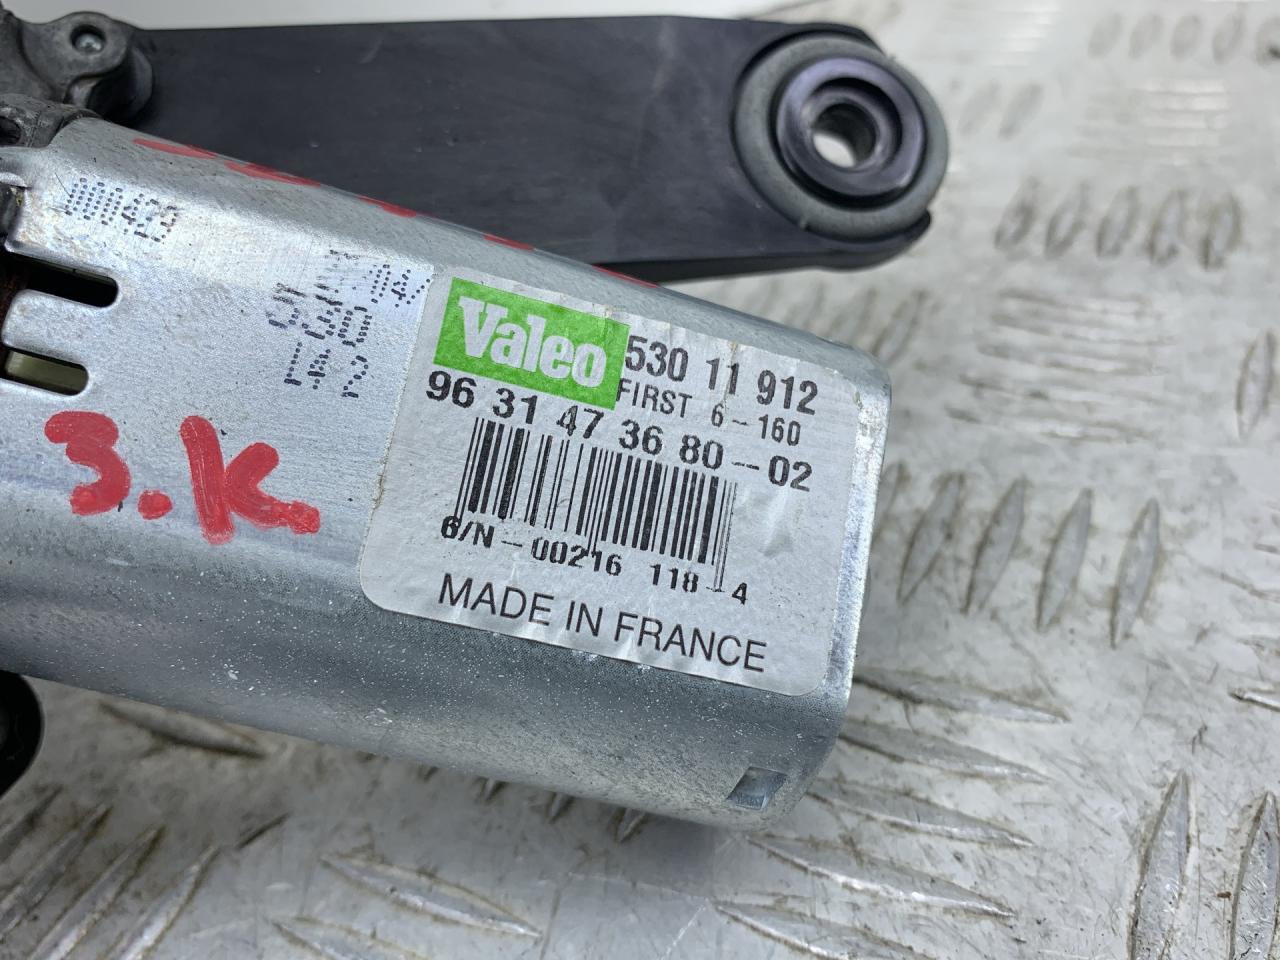 Valeo
530 11 912
FIRST 6-160
96 31 47 36 80-02
6/N-00216 118-4
MADE IN FRANCE
З.К.